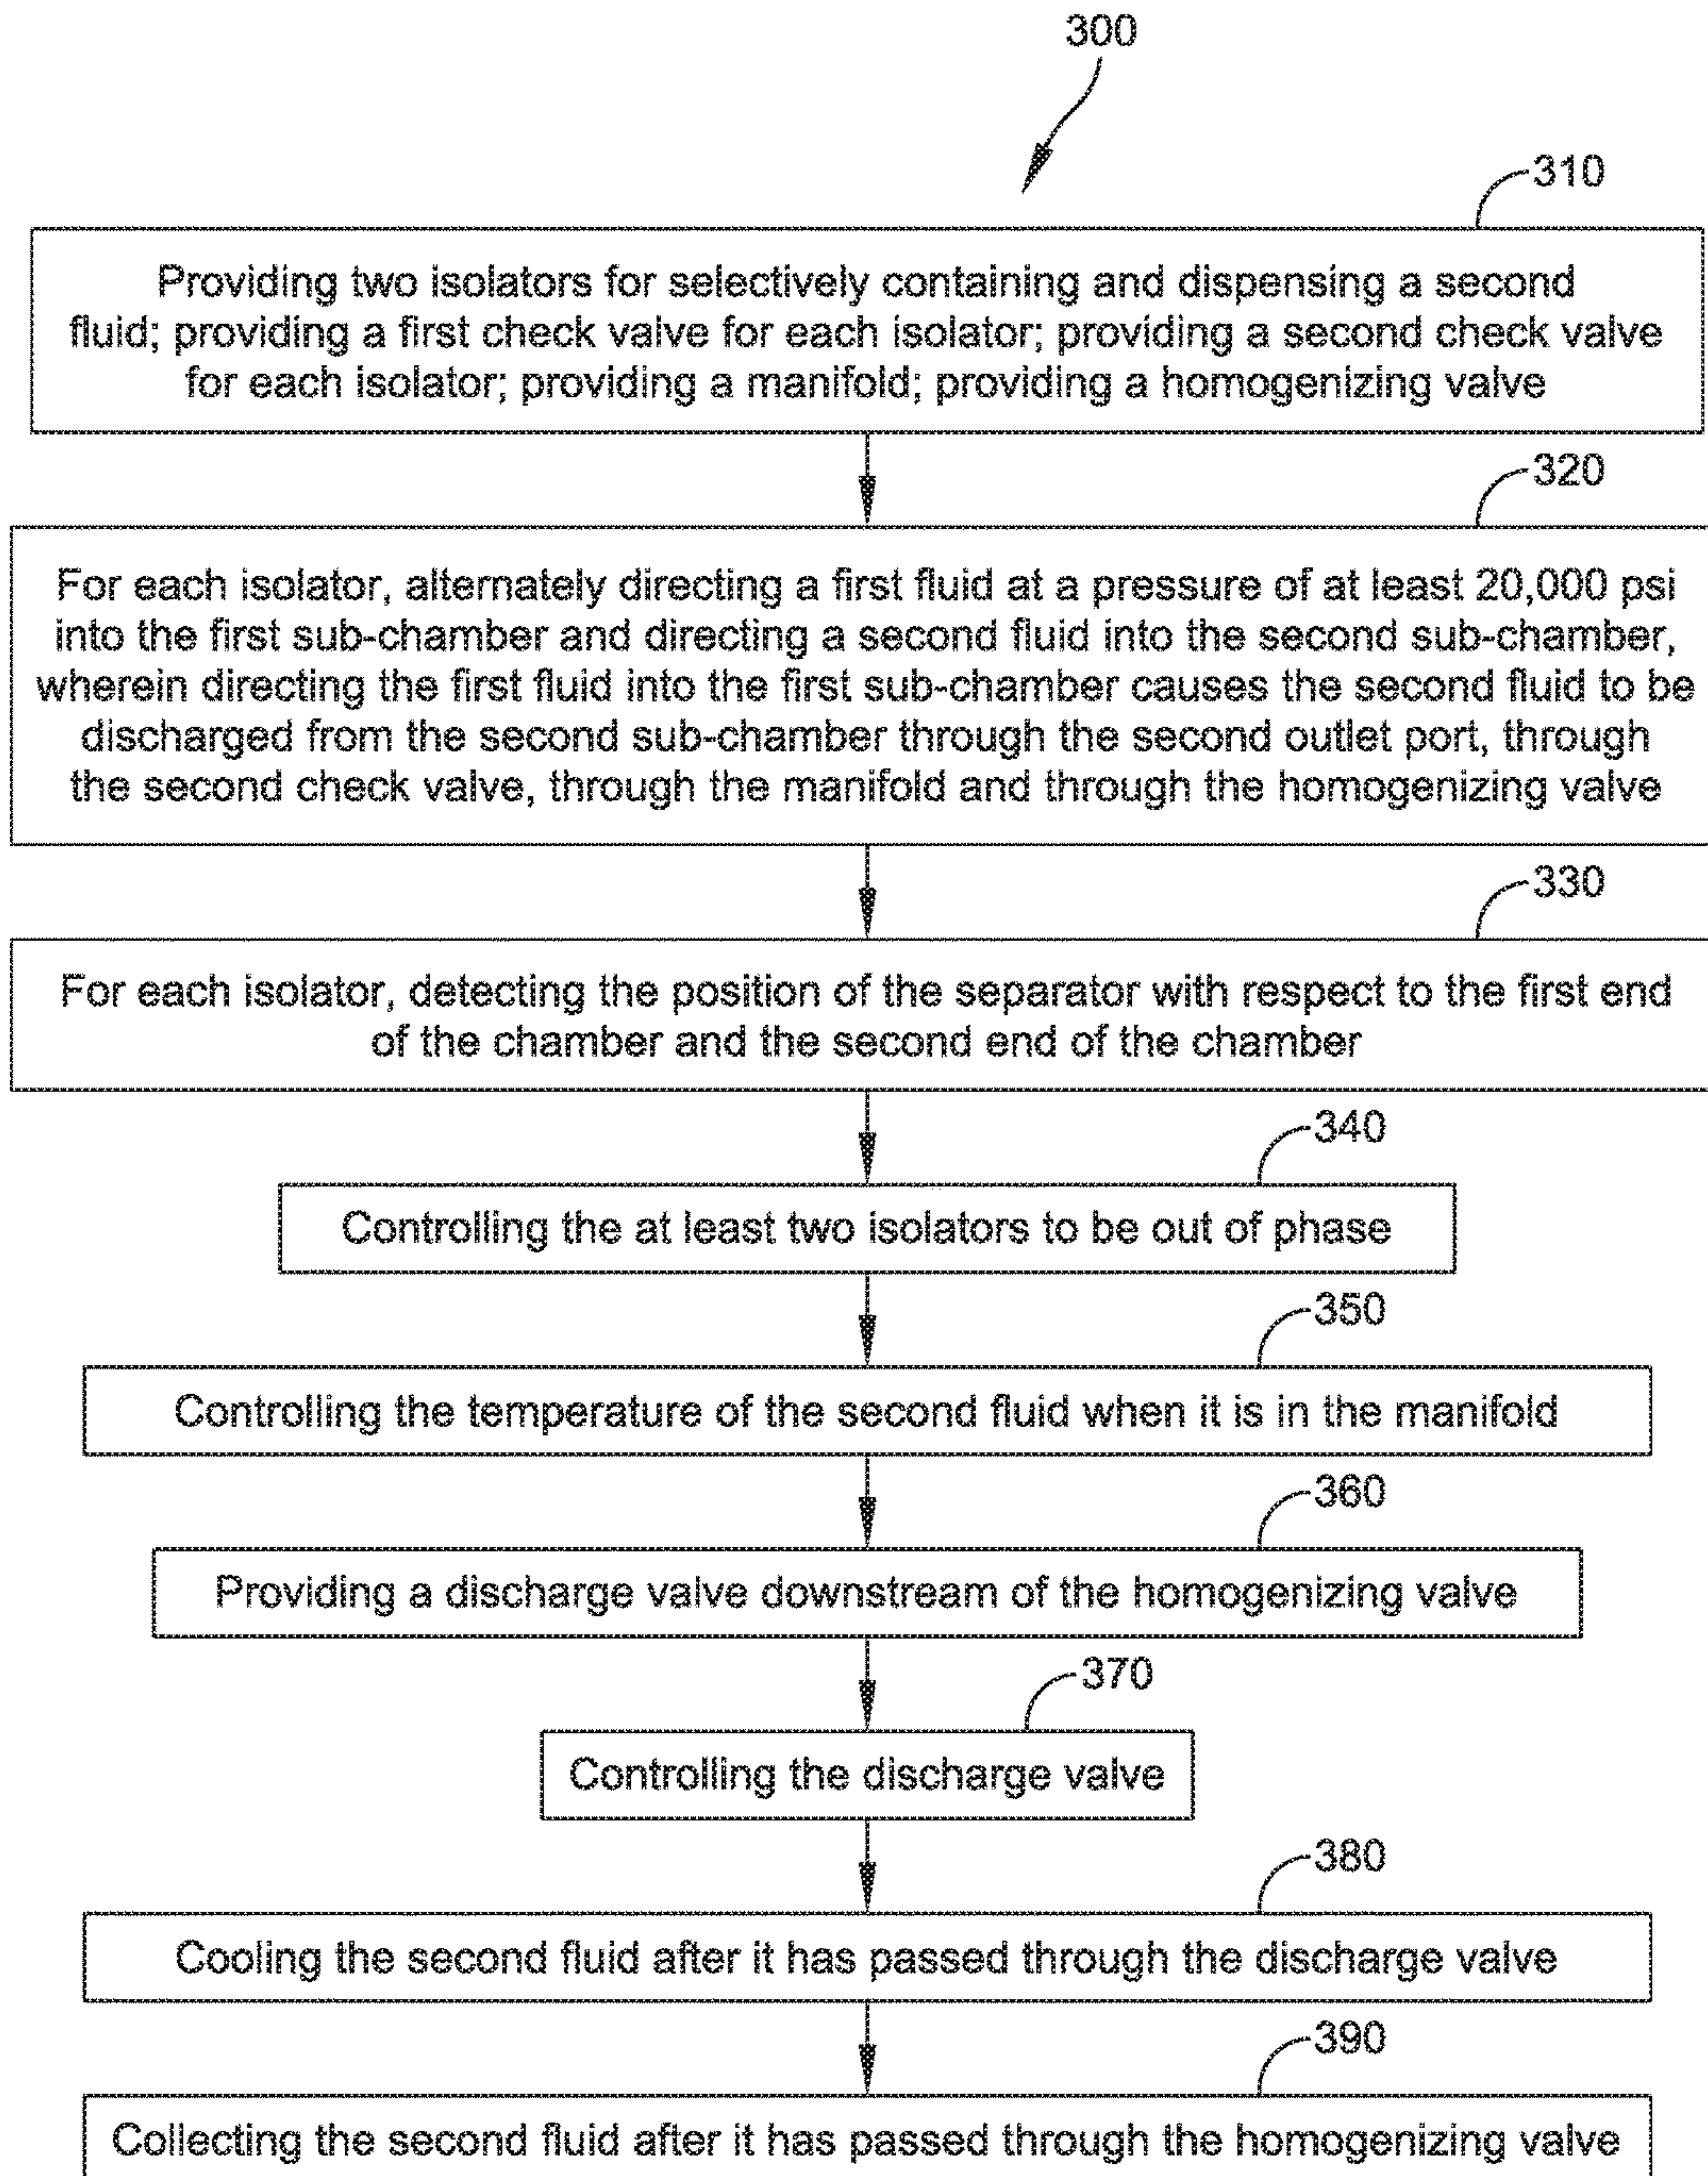 300
310
Providing two isolators for selectively containing and dispensing a second
fluid; providing a first check valve for each isolator; providing a second check valve
for each isolator; providing a manifold; providing a homogenizing valve
320
For each isolator, alternately directing a first fluid at a pressure of at least 20,000 psi
into the first sub-chamber and directing a second fluid into the second sub-chamber,
wherein directing the first fluid into the first sub-chamber causes the second fluid to be
discharged from the second sub-chamber through the second outlet port, through
the second check valve, through the manifold and through the homogenizing valve
330
For each isolator, detecting the position of the separator with respect to the first end
of the chamber and the second end of the chamber
340
Controlling the at least two isolators to be out of phase
350
Controlling the temperature of the second fluid when it is in the manifold
360
Providing a discharge valve downstream of the homogenizing valve
370
Controlling the discharge valve
380
Cooling the second fluid after it has passed through the discharge valve
390
Collecting the second fluid after it has passed through the homogenizing valve